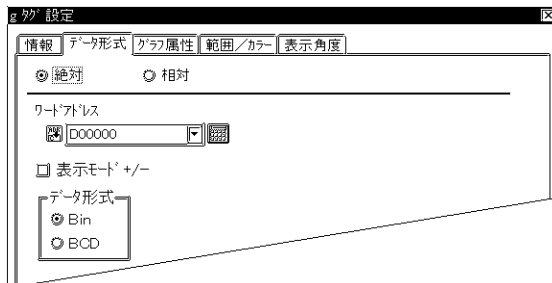 g ﾀｸﾞ 設定
情報 ﾃﾞｰﾀ形式 ｸﾞﾗﾌ属性 範囲／ｶﾗｰ 表示角度
絶対 相対
ﾜｰﾄﾞｱﾄﾞﾚｽ
D00000
表示ﾓｰﾄﾞ +/−
ﾃﾞｰﾀ形式
Bin
BCD